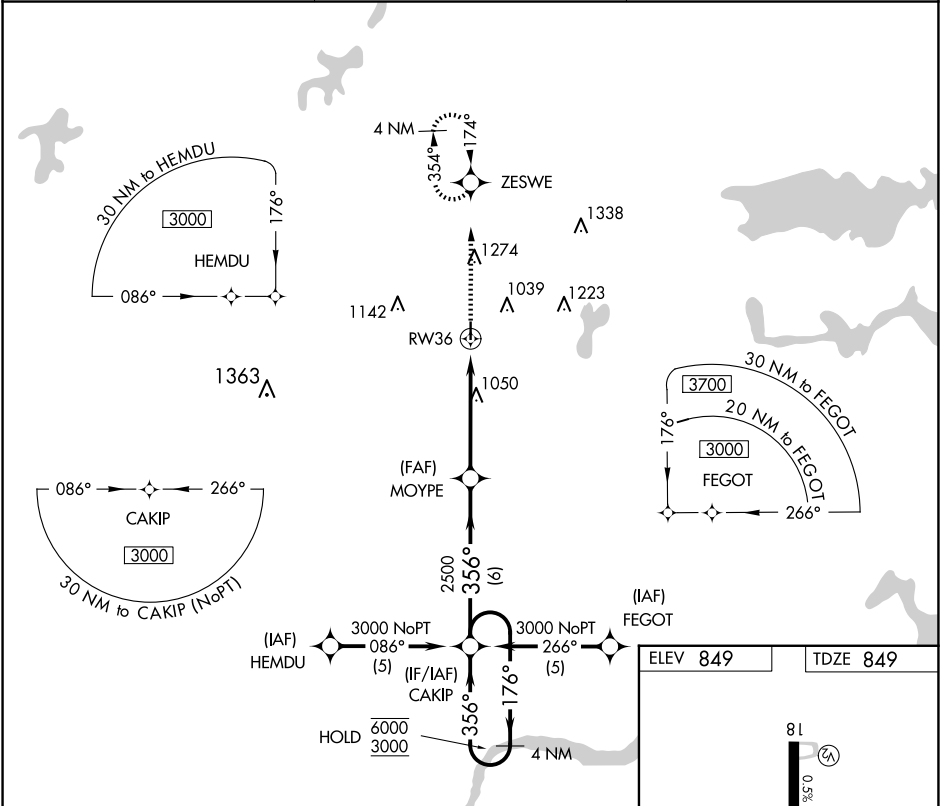 4 NM
354°
174°
ZESWE
30 NM to HEMDU
3000
176°
HEMDU
086°
1338
1274
1142
1039
1223
RW36
1363
1050
30 NM to FEGOT
3700
20 NM to FEGOT
176°
3000
FEGOT
266°
(FAF)
MOYPE
086°
266°
CAKIP
3000
30 NM to CAKIP (NoPT)
2500
356°
(6)
(IAF)
FEGOT
(IAF)
HEMDU
3000 NoPT
086°
(5)
3000 NoPT
266°
(5)
(IF/IAF)
CAKIP
356°
176°
HOLD
6000
3000
4 NM
ELEV 849
TDZE 849
18
V2
0.5%